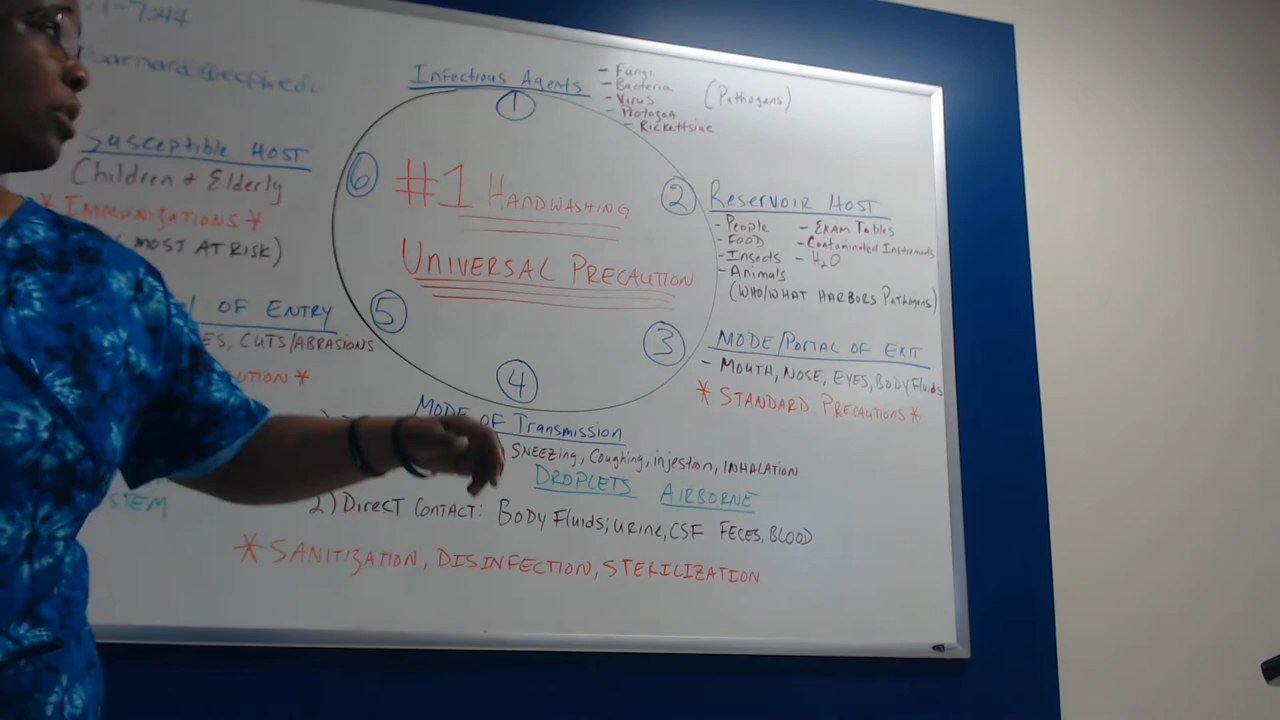 7244
Infectious Agents
- Fungi
- Bacteria
- Virus
- Protozoa
- Rickettsiae
(Pathogens)
1
2
Reservoir Host
- People
- FOOD
- Insects
- Animals
- Exam Tables
- Contaminated Instruments
- H2O
(WHO/WHAT HARBORS Pathogens)
3
MODE/PORTAL OF EXIT
- MOUTH, NOSE, EYES, BODY Fluids
* STANDARD PRECAUTIONS *
4
MODE OF Transmission
SNEEZing, Coughing, injestion, INHALATION
DROPLETS AIRBORNE
2) DirecT CONTACT: BODY Fluids; urine, CSF FECES, BLOOD
* SANITIZATION, DISINFECTION, STERILIZATION
5
OF ENTRY
ES, CUTS/ABRASIONS
UTION *
STEM
6
Susceptible HOST
Children + Elderly
* IMMUNIZATIONS *
MOST AT RISK)
#1 HANDWASHING
UNIVERSAL PRECAUTION